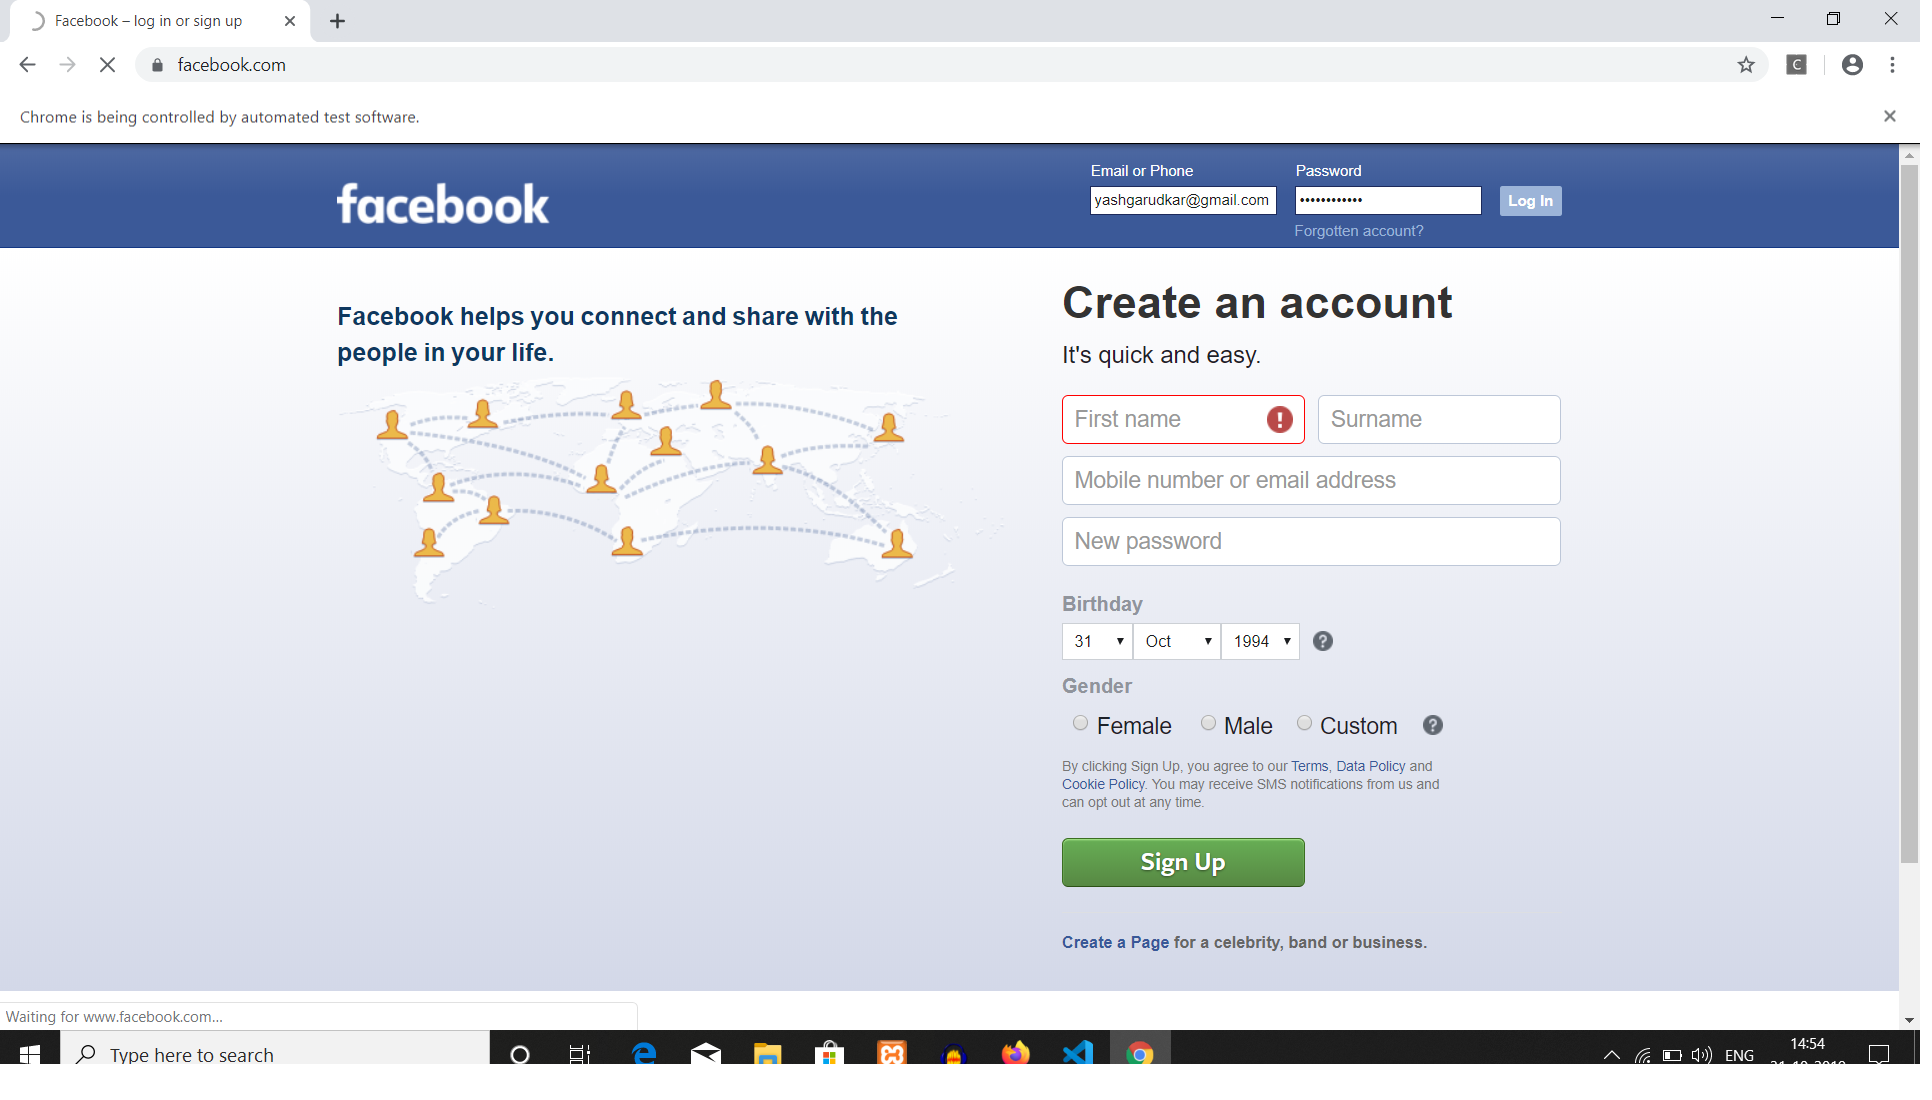 Facebook – log in or sign up
facebook.com
C
Chrome is being controlled by automated test software.
Email or Phone
Password
facebook
yashgarudkar@gmail.com
••••••••••••
Log In
Forgotten account?
Facebook helps you connect and share with the
people in your life.
Create an account
It's quick and easy.
First name
Surname
Mobile number or email address
New password
Birthday
31 Oct 1994
Gender
Female Male Custom
By clicking Sign Up, you agree to our Terms, Data Policy and
Cookie Policy. You may receive SMS notifications from us and
can opt out at any time.
Sign Up
Create a Page for a celebrity, band or business.
Waiting for www.facebook.com...
Type here to search
ENG
14:54